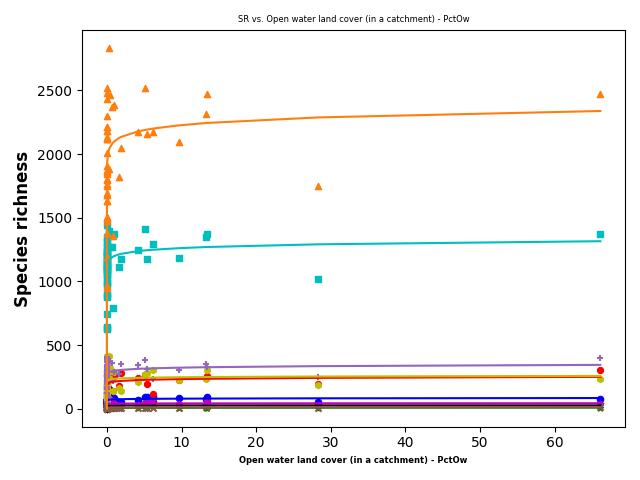 SR vs. Open water land cover (in a catchment) - PctOw
Species richness
2500
2000
1500
1000
500
0
0 10 20 30 40 50 60
Open water land cover (in a catchment) - PctOw